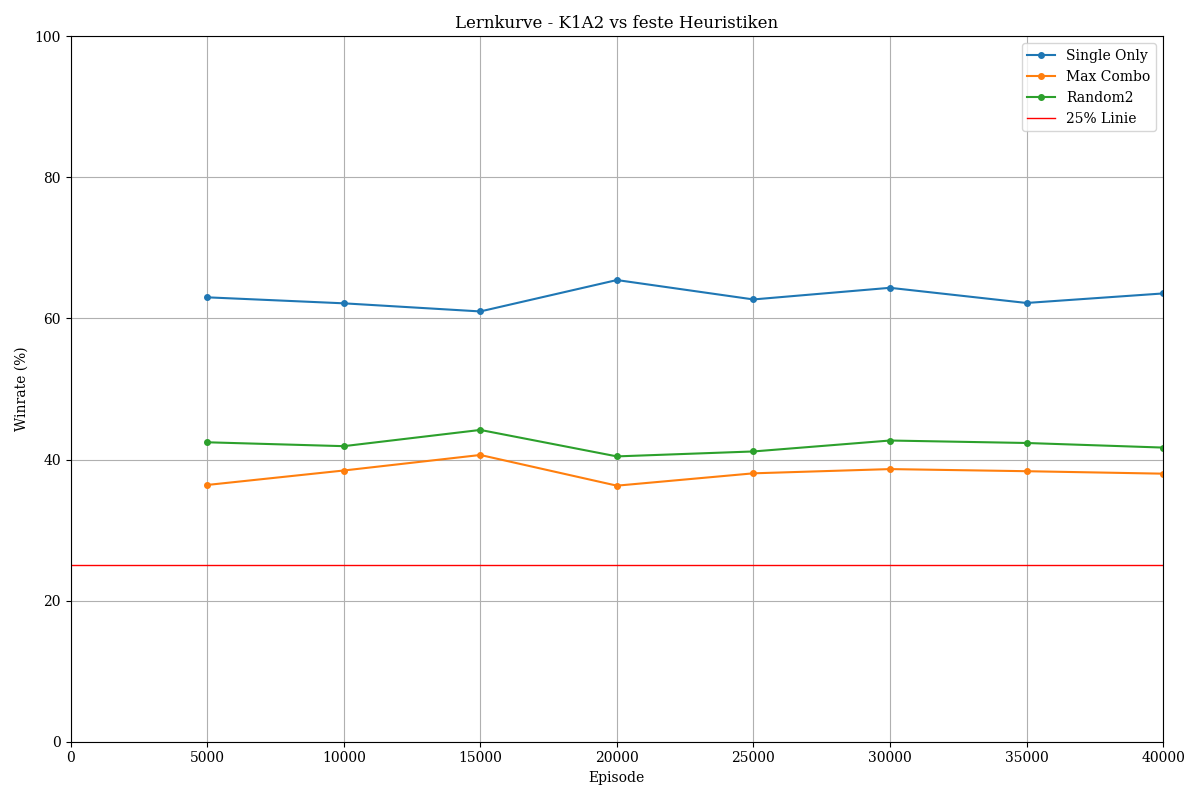 Lernkurve - K1A2 vs feste Heuristiken
100
80
60
40
20
0
Winrate (%)
Single Only
Max Combo
Random2
25% Linie
0 5000 10000 15000 20000 25000 30000 35000 40000
Episode